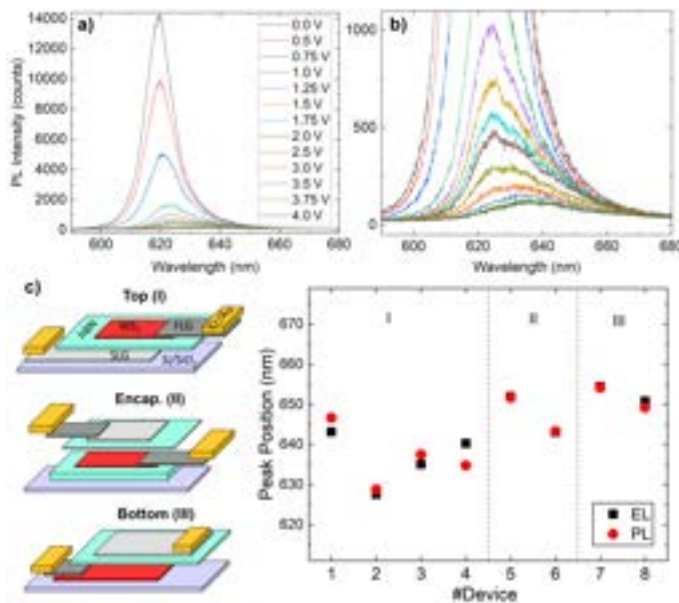 a)
14000
12000
10000
8000
6000
4000
2000
0
PL Intensity (counts)
600 620 640 660 680
Wavelength (nm)
0.0 V
0.5 V
0.75 V
1.0 V
1.25 V
1.5 V
1.75 V
2.0 V
2.5 V
3.0 V
3.5 V
3.75 V
4.0 V
b)
1000
500
0
600 620 640 660 680
Wavelength (nm)
c)
Top (I)
FLG
SLG
Encap. (II)
Bottom (III)
I II III
670
660
650
640
630
620
Peak Position (nm)
EL
PL
1 2 3 4 5 6 7 8
#Device